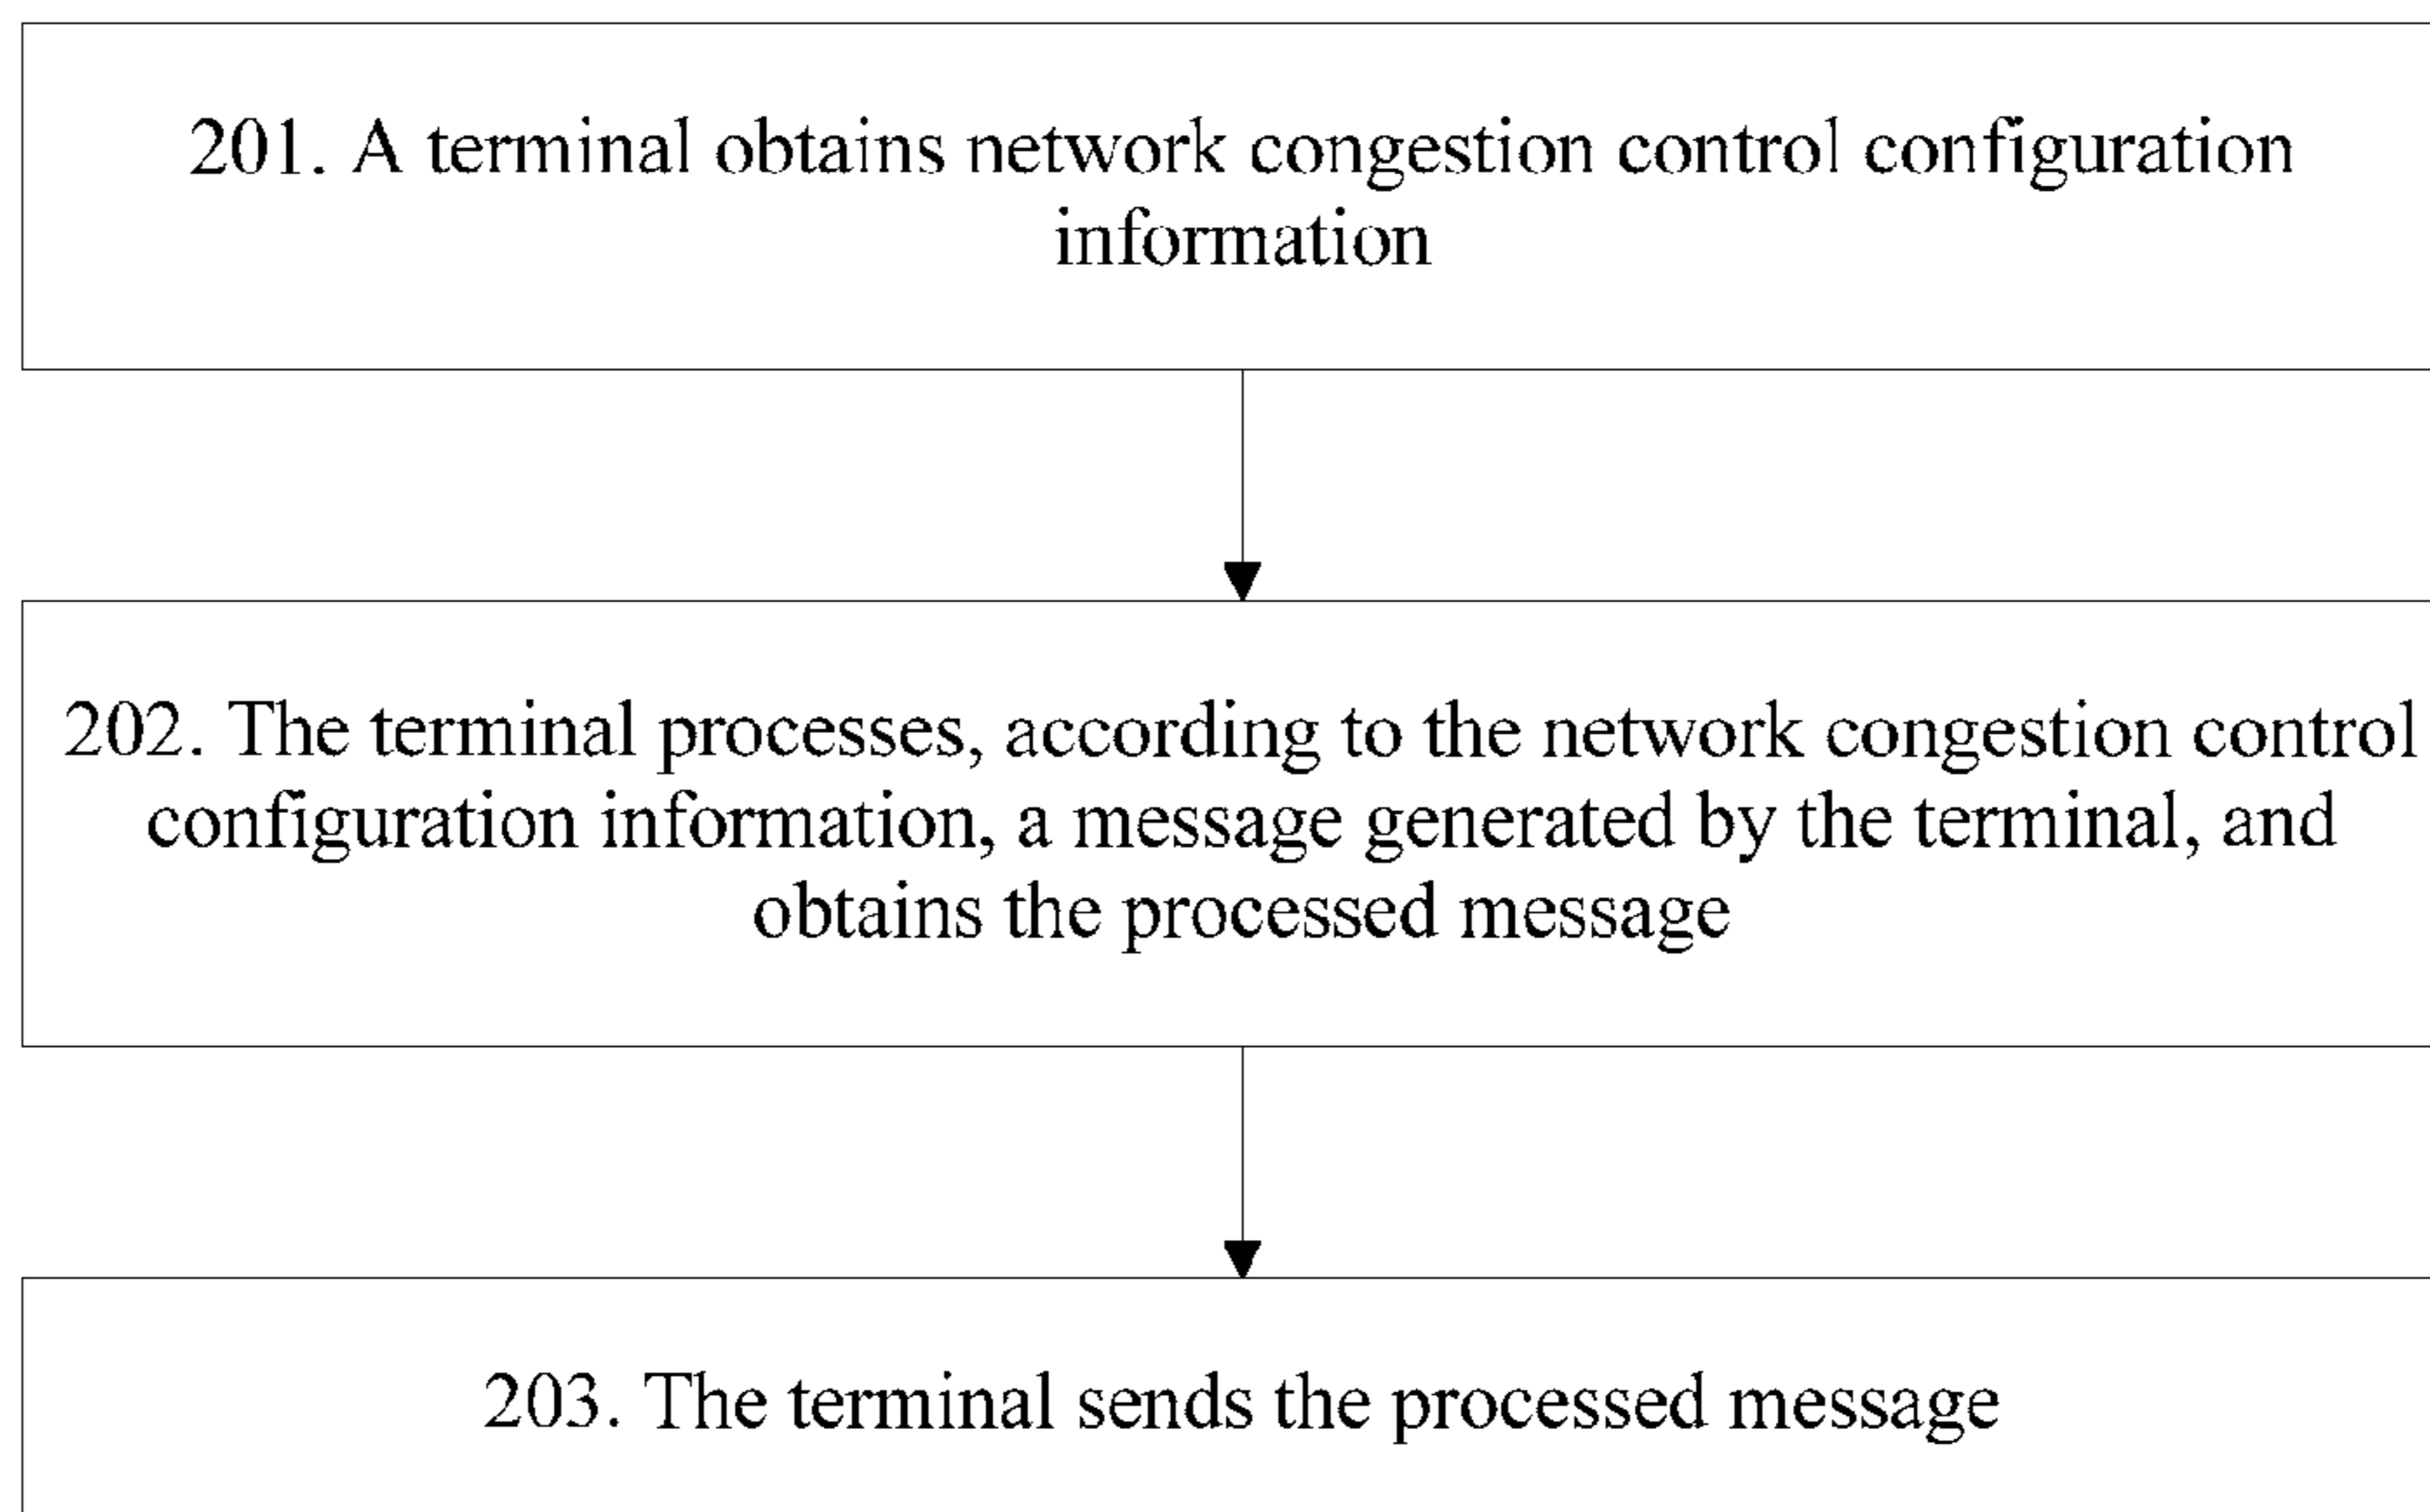 201. A terminal obtains network congestion control configuration
information
202. The terminal processes, according to the network congestion control
configuration information, a message generated by the terminal, and
obtains the processed message
203. The terminal sends the processed message